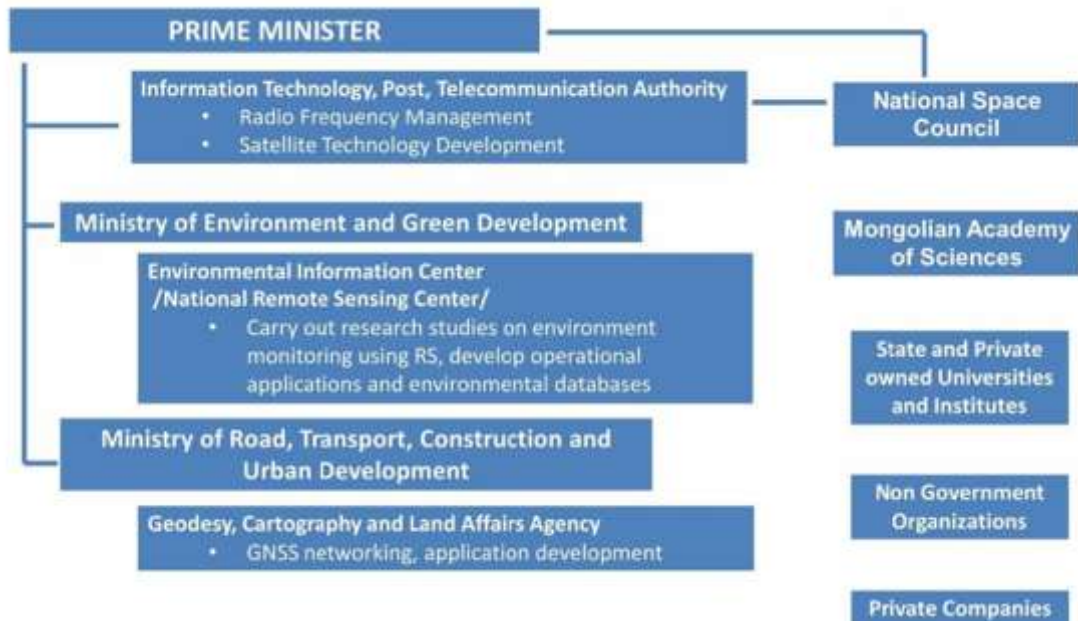 PRIME MINISTER
Information Technology, Post, Telecommunication Authority
• Radio Frequency Management
• Satellite Technology Development
National Space
Council
Ministry of Environment and Green Development
Mongolian Academy
of Sciences
Environmental Information Center
/National Remote Sensing Center/
• Carry out research studies on environment
monitoring using RS, develop operational
applications and environmental databases
State and Private
owned Universities
and Institutes
Ministry of Road, Transport, Construction and
Urban Development
Non Government
Organizations
Geodesy, Cartography and Land Affairs Agency
• GNSS networking, application development
Private Companies